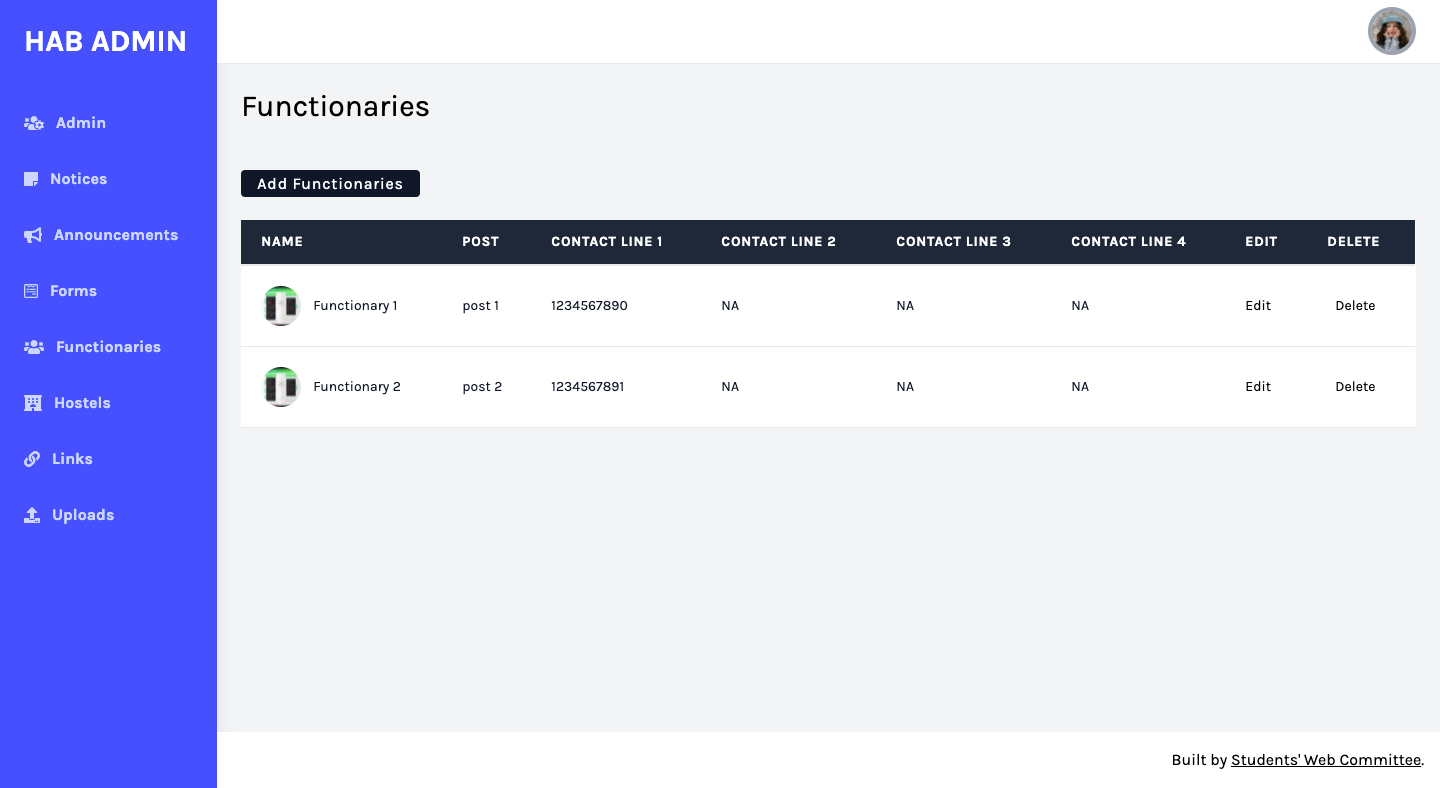 HAB ADMIN
Admin
Notices
Announcements
Forms
Functionaries
Hostels
Links
Uploads
Functionaries
Add Functionaries
NAME POST CONTACT LINE 1 CONTACT LINE 2 CONTACT LINE 3 CONTACT LINE 4 EDIT DELETE
Functionary 1 post 1 1234567890 NA NA NA Edit Delete
Functionary 2 post 2 1234567891 NA NA NA Edit Delete
Built by Students' Web Committee.